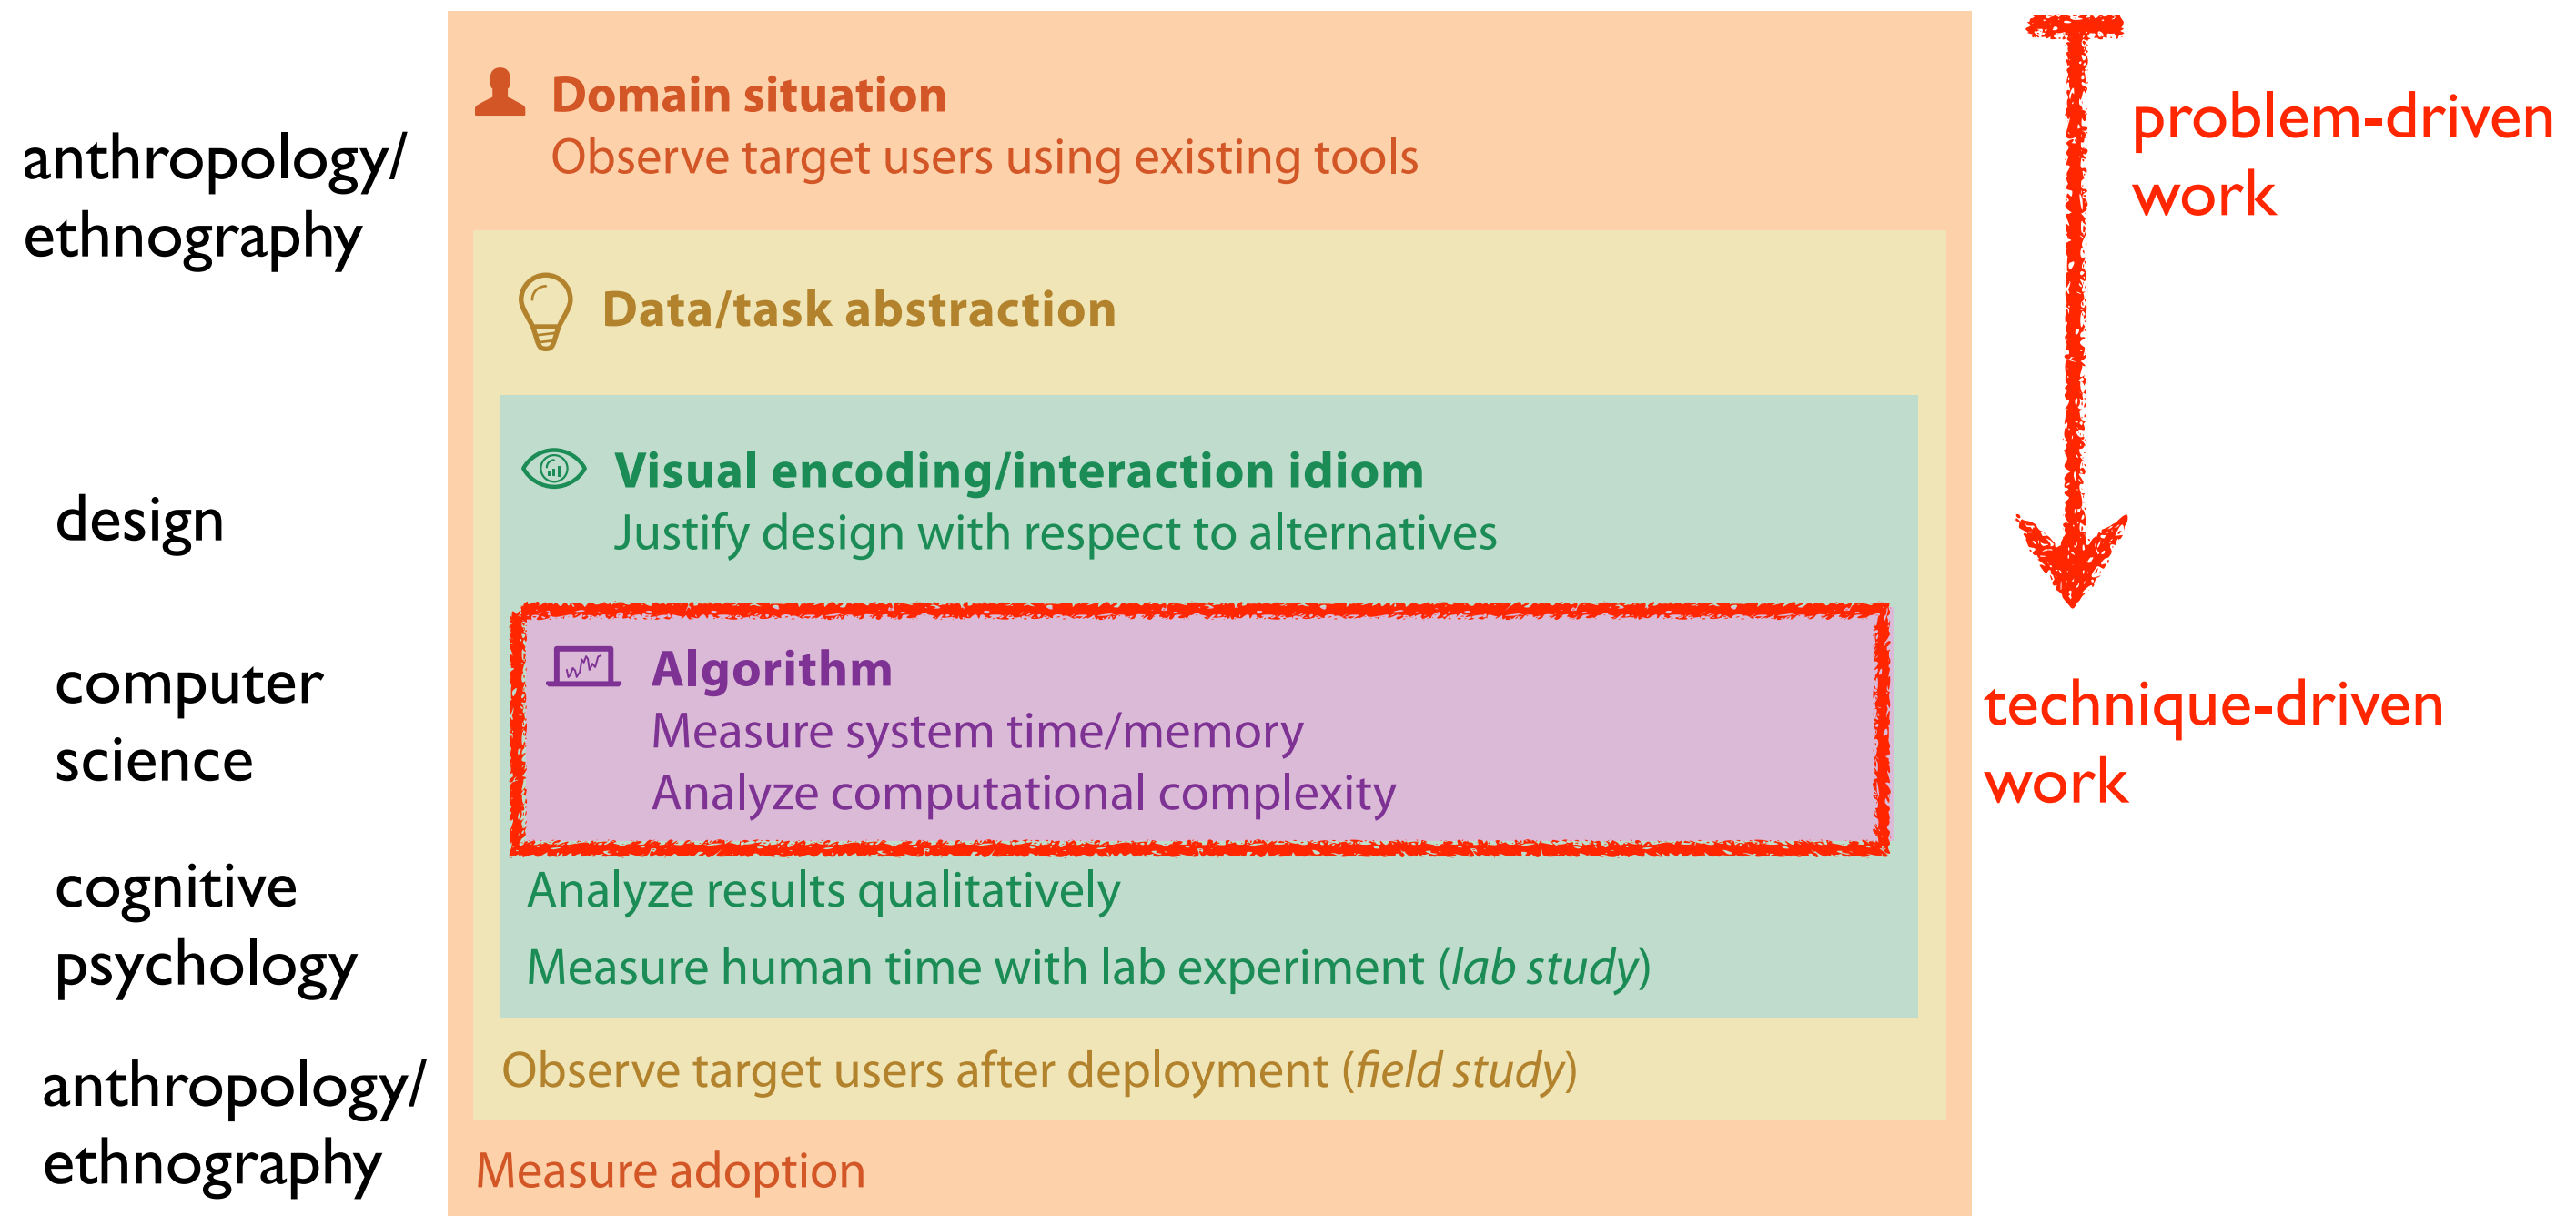 anthropology/
ethnography
Domain situation
Observe target users using existing tools
problem-driven
work
Data/task abstraction
design
Visual encoding/interaction idiom
Justify design with respect to alternatives
computer
science
Algorithm
Measure system time/memory
Analyze computational complexity
technique-driven
work
cognitive
psychology
Analyze results qualitatively
Measure human time with lab experiment (lab study)
anthropology/
ethnography
Observe target users after deployment (field study)
Measure adoption